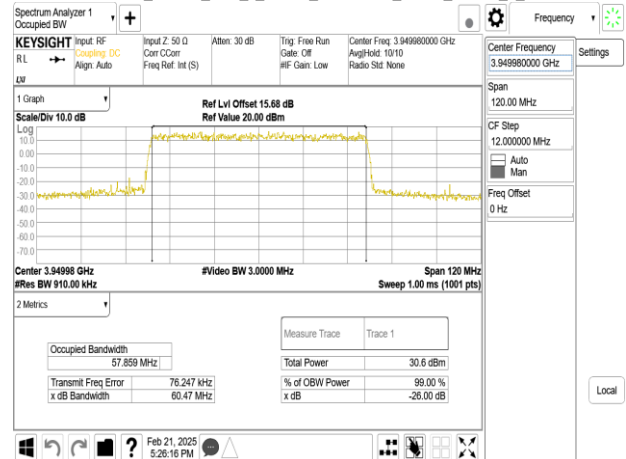 Spectrum Analyzer 1
Occupied BW
Frequency
KEYSIGHT
RL
Input: RF
Coupling: DC
Align: Auto
Input Z: 50 Ω
Corr CCorr
Freq Ref: Int (S)
Atten: 30 dB
Trig: Free Run
Gate: Off
#IF Gain: Low
Center Freq: 3.949980000 GHz
Avg|Hold: 10/10
Radio Std: None
Center Frequency
3.949980000 GHz
Settings
Span
120.00 MHz
CF Step
12.000000 MHz
Auto
Man
Freq Offset
0 Hz
Local
1 Graph
Scale/Div 10.0 dB
Ref Lvl Offset 15.68 dB
Ref Value 20.00 dBm
Log
10.0
0.00
-10.0
-20.0
-30.0
-40.0
-50.0
-60.0
-70.0
Center 3.94998 GHz
#Video BW 3.0000 MHz
Span 120 MHz
#Res BW 910.00 kHz
Sweep 1.00 ms (1001 pts)
2 Metrics
Measure Trace Trace 1
Occupied Bandwidth
57.859 MHz
Total Power 30.6 dBm
Transmit Freq Error 76.247 kHz
% of OBW Power 99.00 %
x dB Bandwidth 60.47 MHz
x dB -26.00 dB
?
Feb 21, 2025
5:26:16 PM